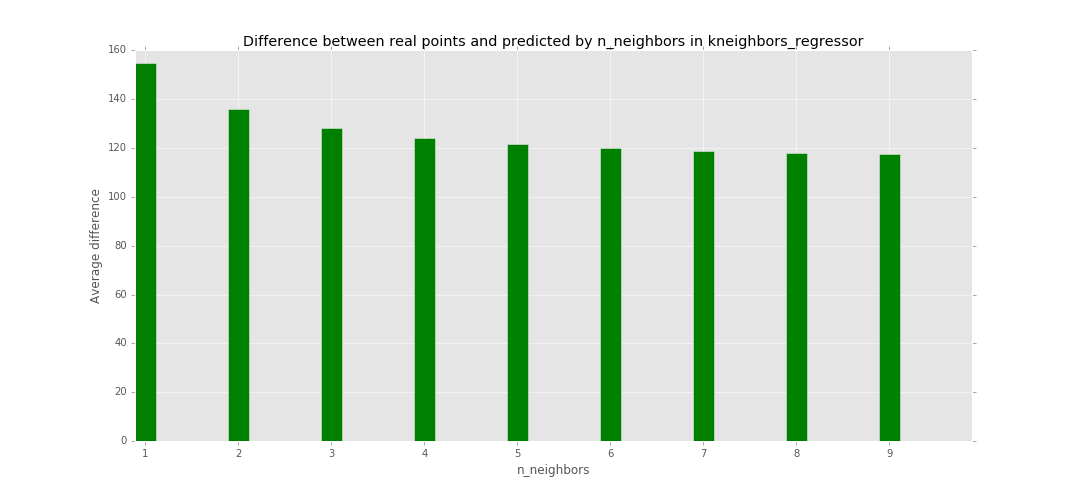 Difference between real points and predicted by n_neighbors in kneighbors_regressor
160
140
120
100
80
60
40
20
0
Average difference
1 2 3 4 5 6 7 8 9
n_neighbors